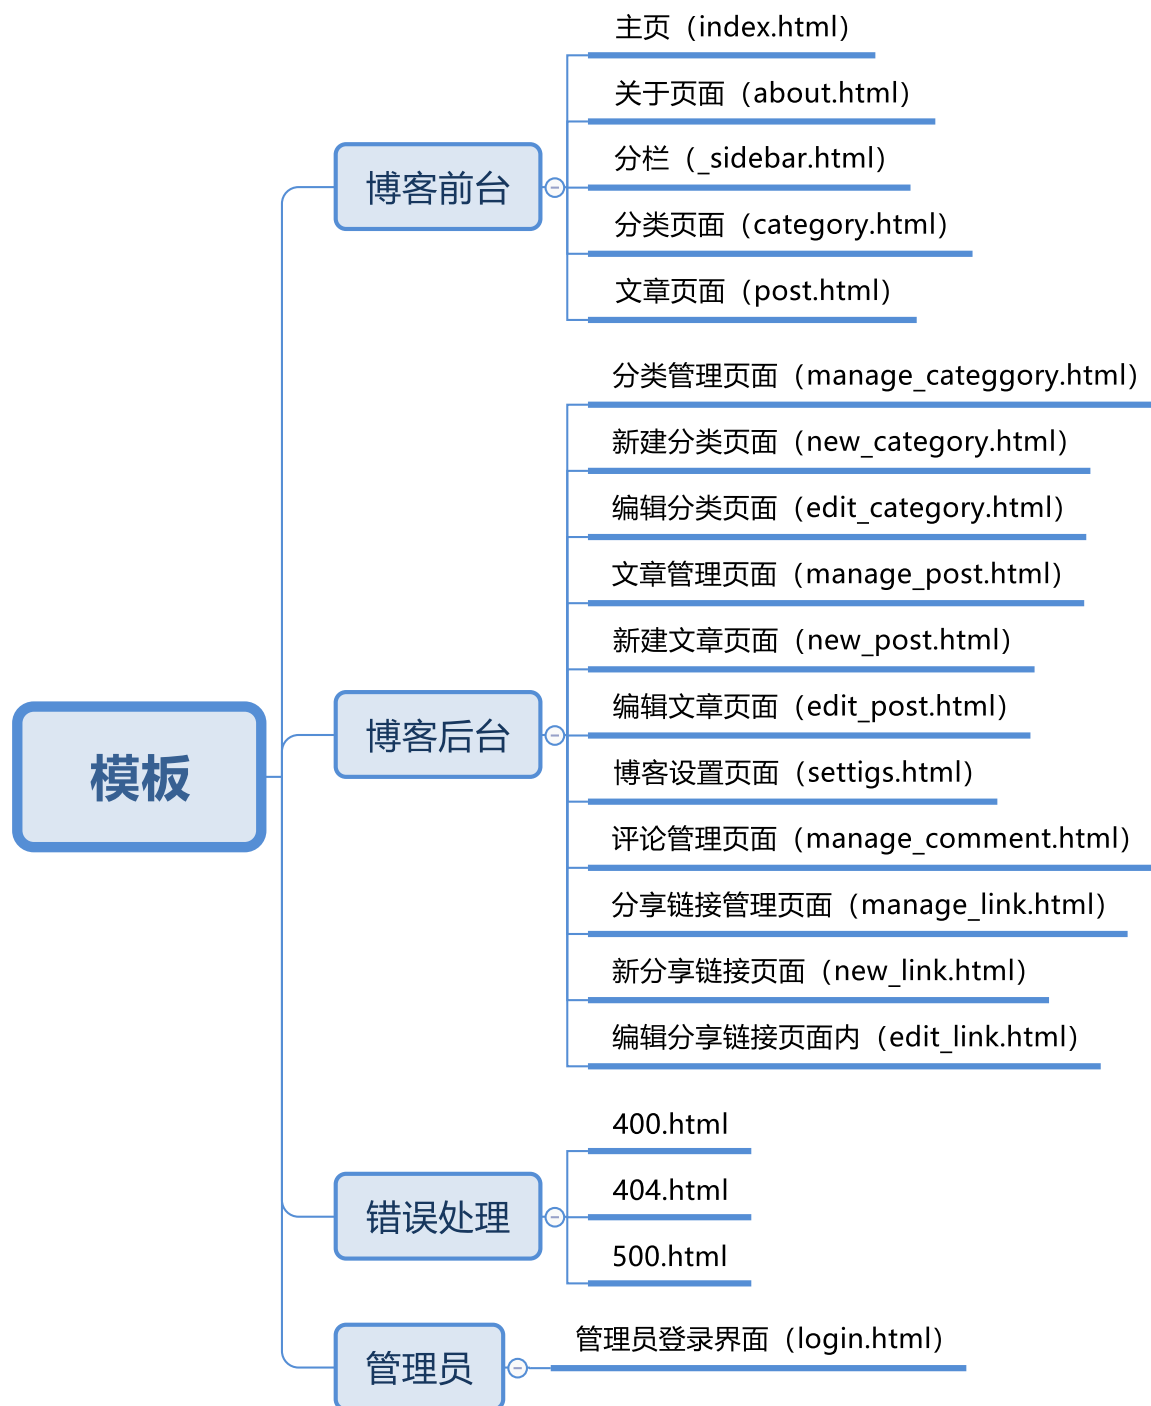 模板
博客前台
主页（index.html）
关于页面（about.html）
分栏（_sidebar.html）
分类页面（category.html）
文章页面（post.html）
博客后台
分类管理页面（manage_categgory.html）
新建分类页面（new_category.html）
编辑分类页面（edit_category.html）
文章管理页面（manage_post.html）
新建文章页面（new_post.html）
编辑文章页面（edit_post.html）
博客设置页面（settigs.html）
评论管理页面（manage_comment.html）
分享链接管理页面（manage_link.html）
新分享链接页面（new_link.html）
编辑分享链接页面内（edit_link.html）
错误处理
400.html
404.html
500.html
管理员
管理员登录界面（login.html）